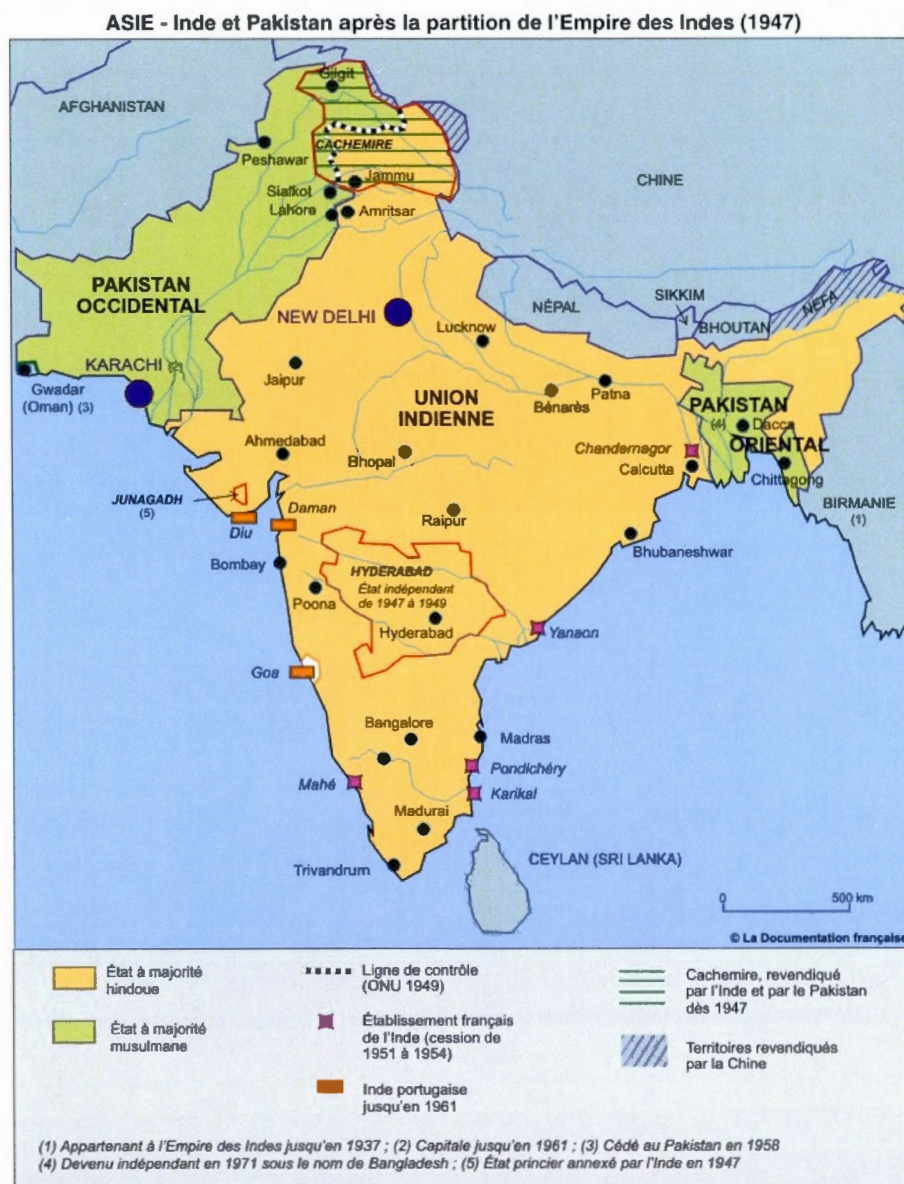 ASIE - Inde et Pakistan après la partition de l'Empire des Indes (1947)
AFGHANISTAN
Gilgit
CACHEMIRE
Peshawar
Jammu
Sialkot
Lahore
Amritsar
CHINE
PAKISTAN
OCCIDENTAL
NEW DELHI
NÉPAL
SIKKIM
BHOUTAN
NEFA
Lucknow
KARACHI (2)
Gwadar
(Oman) (3)
Jaipur
UNION
INDIENNE
Bénarès
Patna
PAKISTAN
(4)
Dacca
ORIENTAL
Ahmedabad
Bhopal
Chandernagor
Calcutta
Chittagong
JUNAGADH
(5)
Diu
Daman
Raipur
BIRMANIE
(1)
Bhubaneshwar
Bombay
Poona
HYDERABAD
État indépendant
de 1947 à 1949
Hyderabad
Yanaon
Goa
Bangalore
Madras
Mahé
Pondichéry
Karikal
Madurai
Trivandrum
CEYLAN (SRI LANKA)
0 500 km
© La Documentation française
État à majorité
hindoue
État à majorité
musulmane
Ligne de contrôle
(ONU 1949)
Établissement français
de l'Inde (cession de
1951 à 1954)
Inde portugaise
jusqu'en 1961
Cachemire, revendiqué
par l'Inde et par le Pakistan
dès 1947
Territoires revendiqués
par la Chine
(1) Appartenant à l'Empire des Indes jusqu'en 1937 ; (2) Capitale jusqu'en 1961 ; (3) Cédé au Pakistan en 1958
(4) Devenu indépendant en 1971 sous le nom de Bangladesh ; (5) État princier annexé par l'Inde en 1947